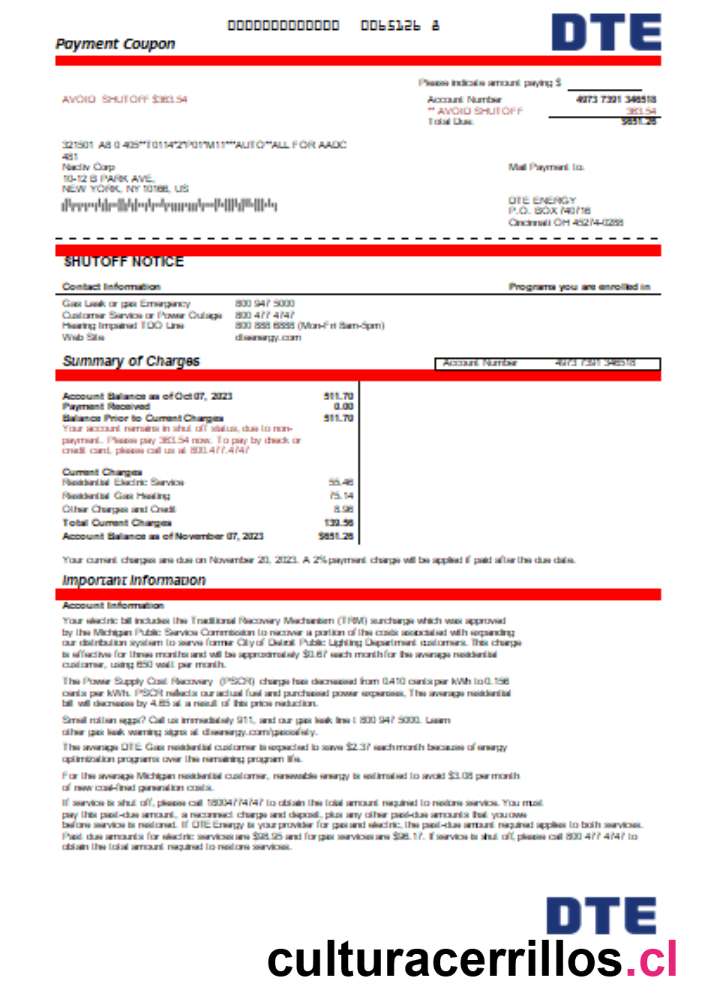 0000000000000 0065126 8
DTE
Payment Coupon
Please indicate amount paying $
AVOID SHUTOFF $383.54
Account Number 4973 7391 346518
** AVOID SHUTOFF 383.54
Total Due: $651.26
321501 A8 0 405**T0114*2*P01*M11***AUTO**ALL FOR AADC
481
Nactiv Corp
10-12 B PARK AVE,
NEW YORK, NY 10166, US
Mail Payment to.
DTE ENERGY
P.O. BOX 740716
Cincinnati OH 45274-0288
SHUTOFF NOTICE
Contact Information Programs you are enrolled in
Gas Leak or gas Emergency 800 947 5000
Customer Service or Power Outage 800 477 4747
Hearing Impaired TDD Line 800 888 6888 (Mon-Fri 8am-5pm)
Web Site dteenergy.com
Summary of Charges
Account Number 4973 7391 346518
Account Balance as of Oct 07, 2023 511.70
Payment Received 0.00
Balance Prior to Current Charges 511.70
Your account remains in shut off status, due to non-
payment. Please pay 383.54 now. To pay by check or
credit card, please call us at 800.477.4747
Current Charges
Residential Electric Service 55.46
Residential Gas Heating 75.14
Other Charges and Credit 8.96
Total Current Charges 139.56
Account Balance as of November 07, 2023 $651.26
Your current charges are due on November 20, 2023. A 2% payment charge will be applied if paid after the due date.
Important Information
Account Information
Your electric bill includes the Traditional Recovery Mechanism (TRM) surcharge which was approved
by the Michigan Public Service Commission to recover a portion of the costs associated with expanding
our distribution system to serve former City of Detroit Public Lighting Department customers. This charge
is effective for three months and will be approximately $0.67 each month for the average residential
customer, using 650 watt per month.
The Power Supply Cost Recovery (PSCR) charge has decreased from 0.410 cents per kWh to 0.156
cents per kWh. PSCR reflects our actual fuel and purchased power expenses, The average residential
bill will decrease by 4.65 at a result of this price reduction.
Smell rotten eggs? Call us immediately 911, and our gas leak line t 800 947 5000. Learn
other gas leak warning signs at dteenergy.com/gassafely.
The average DTE Gas residential customer is expected to save $2.37 each month because of energy
optimization programs over the remaining program life.
For the average Michigan residential customer, renewable energy is estimated to avoid $3.08 per month
of new coal-fired generation costs.
If service is shut off, please call 18004774747 to obtain the total amount required to restore service. You must
pay this past-due amount, a reconnect charge and deposit, plus any other past-due amounts that you owe
before service is restored. If DTE Energy is your provider for gas and electric, the past-due amount required applies to both services.
Past due amounts for electric services are $98.95 and for gas services are $96.17. If service is shut off, please call 800 477 4747 to
obtain the total amount required to restore services.
DTE
culturacerrillos.cl